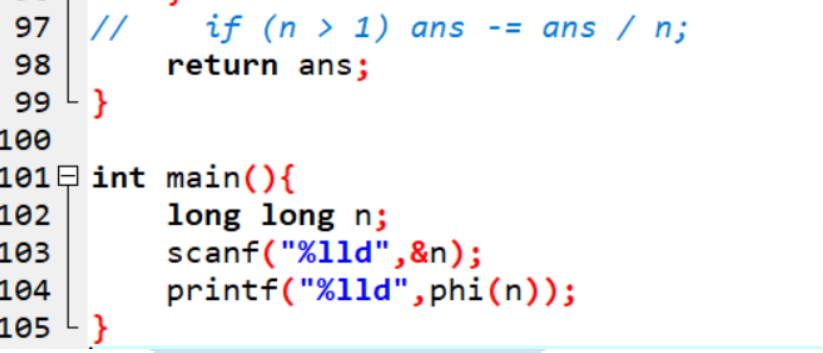 97 //    if (n > 1) ans -= ans / n;
98     return ans;
99 }
100
101 int main(){
102     long long n;
103     scanf("%lld",&n);
104     printf("%lld",phi(n));
105 }